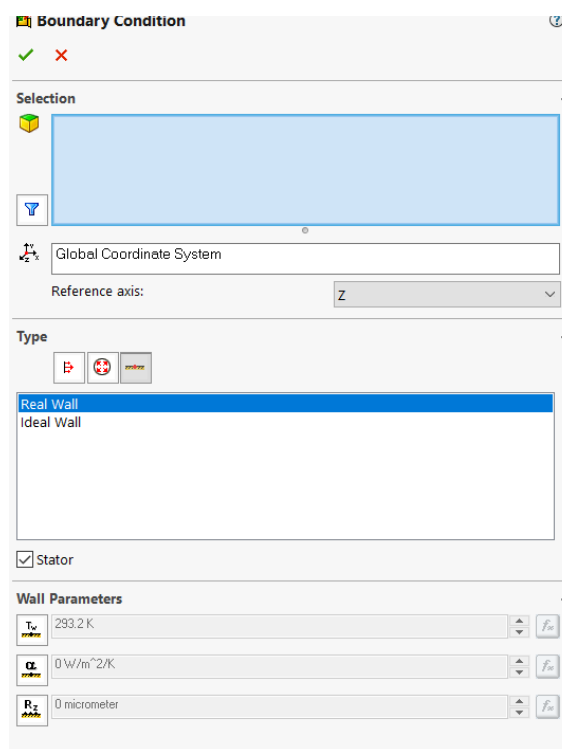 Boundary Condition
Selection
Global Coordinate System
Reference axis:
Z
Type
Real Wall
Ideal Wall
Stator
Wall Parameters
Tw
293.2 K
α
0 W/m^2/K
Rz
0 micrometer